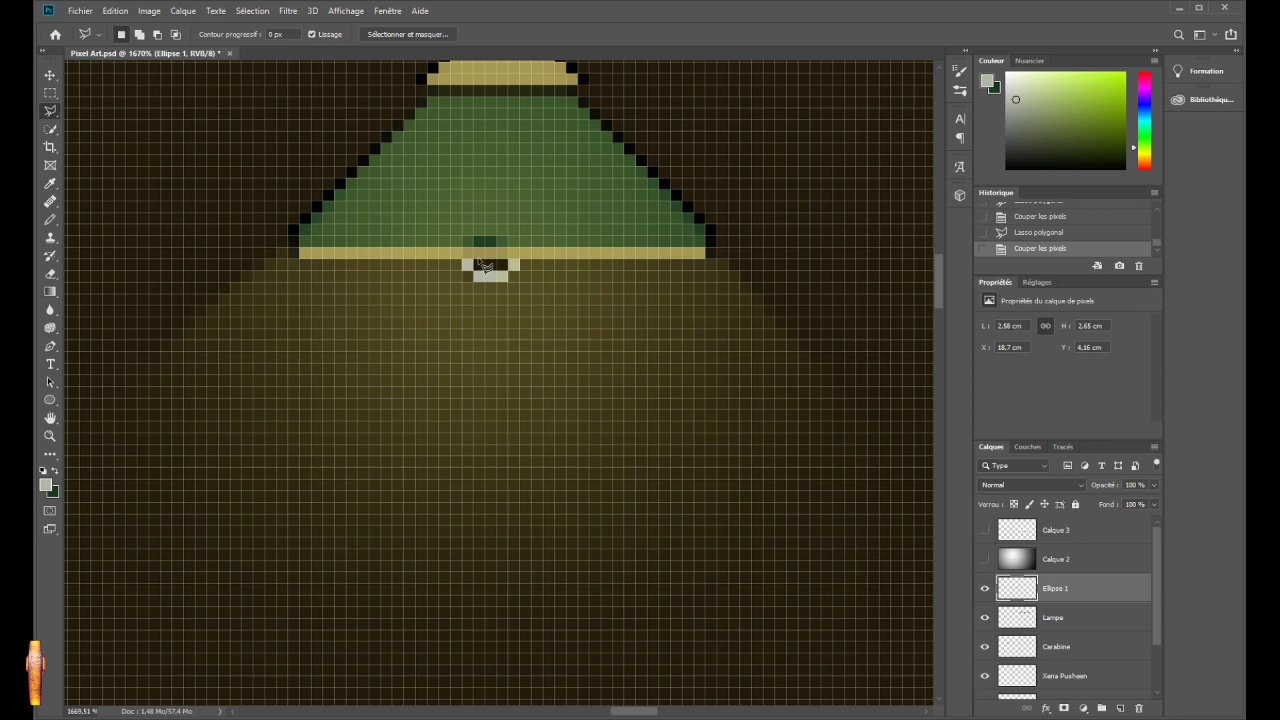 Ps Fichier Edition Image Calque Texte Sélection Filtre 3D Affichage Fenêtre Aide
Contour progressif : 0 px Lissage Sélectionner et masquer...
Pixel Art.psd @ 1670% (Ellipse 1, RVB/8) * ×
Couleur Nuancier
Formation
Bibliothèqu...
Historique
Couper les pixels
Lasso polygonal
Couper les pixels
Propriétés Réglages
Propriétés du calque de pixels
L : 2,58 cm H : 2,65 cm
X : 18,7 cm Y : 4,16 cm
Calques Couches Tracés
Type
Normal Opacité : 100 %
Verrou : Fond : 100 %
Calque 3
Calque 2
Ellipse 1
Lampe
Carabine
Xena Pusheen
1669,51 % Doc : 1,48 Mo/57,4 Mo